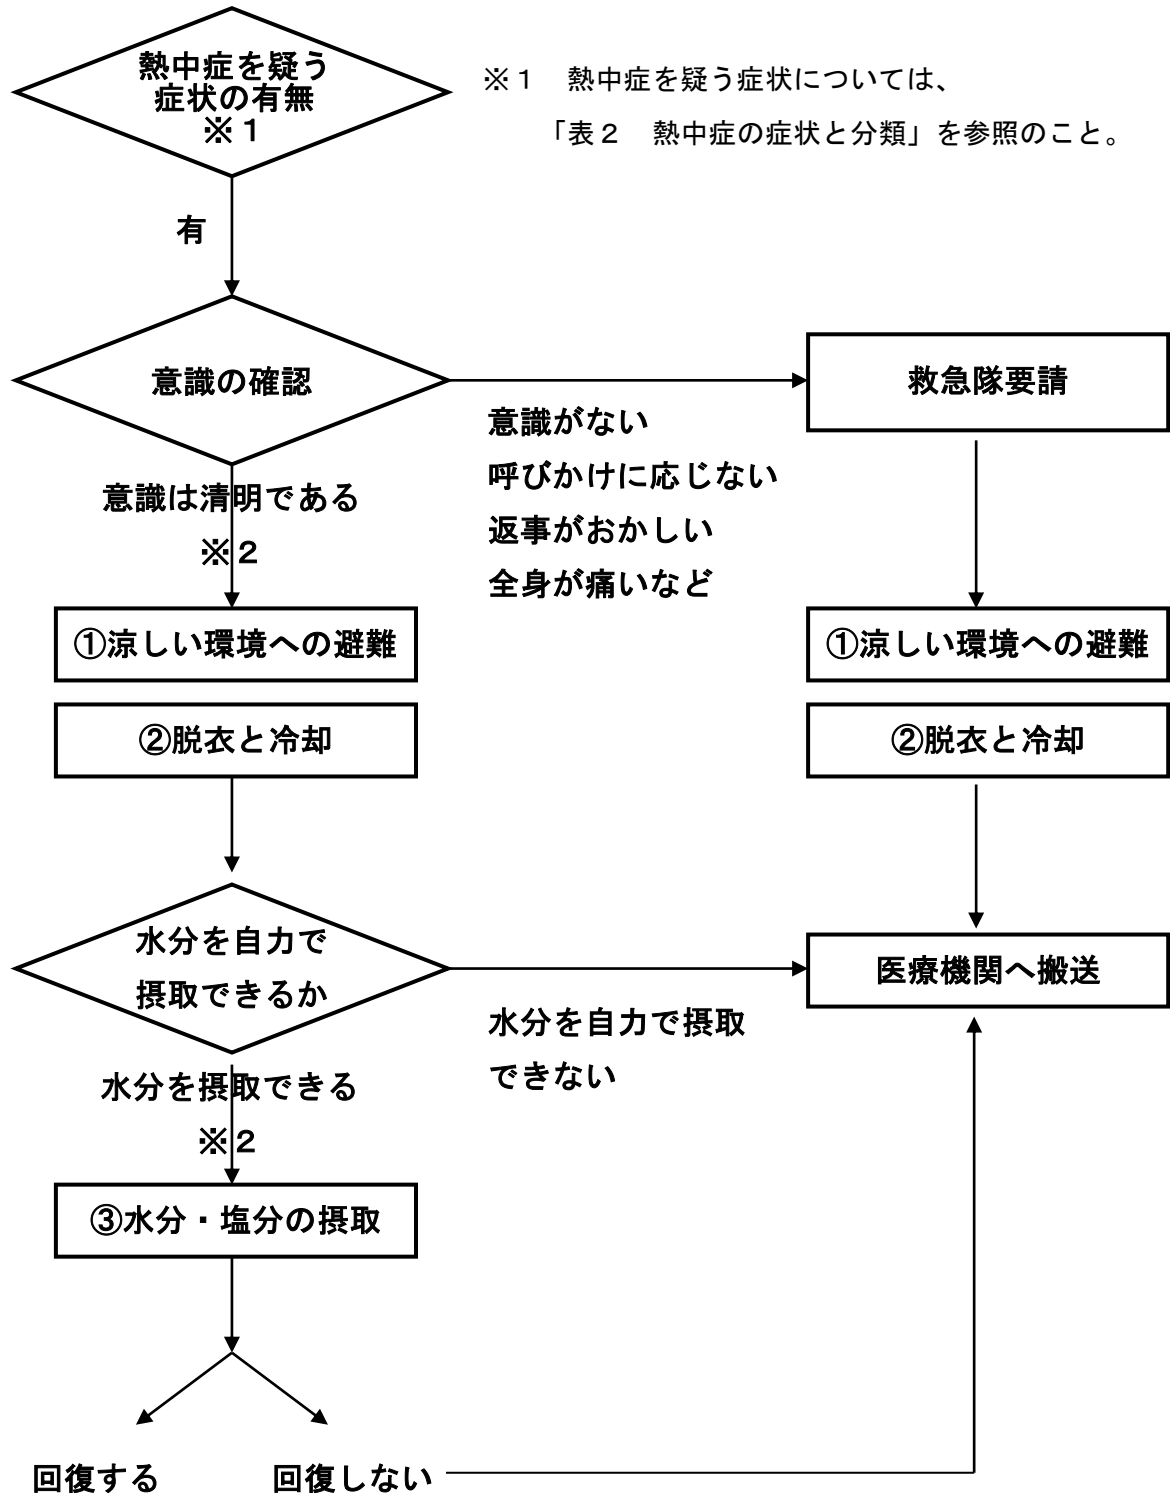 熱中症を疑う
症状の有無
※１
※１　熱中症を疑う症状については、
「表２　熱中症の症状と分類」を参照のこと。
有
意識の確認
救急隊要請
意識がない
呼びかけに応じない
返事がおかしい
全身が痛いなど
意識は清明である
※２
①涼しい環境への避難
①涼しい環境への避難
②脱衣と冷却
②脱衣と冷却
水分を自力で
摂取できるか
医療機関へ搬送
水分を自力で摂取
できない
水分を摂取できる
※２
③水分・塩分の摂取
回復する
回復しない